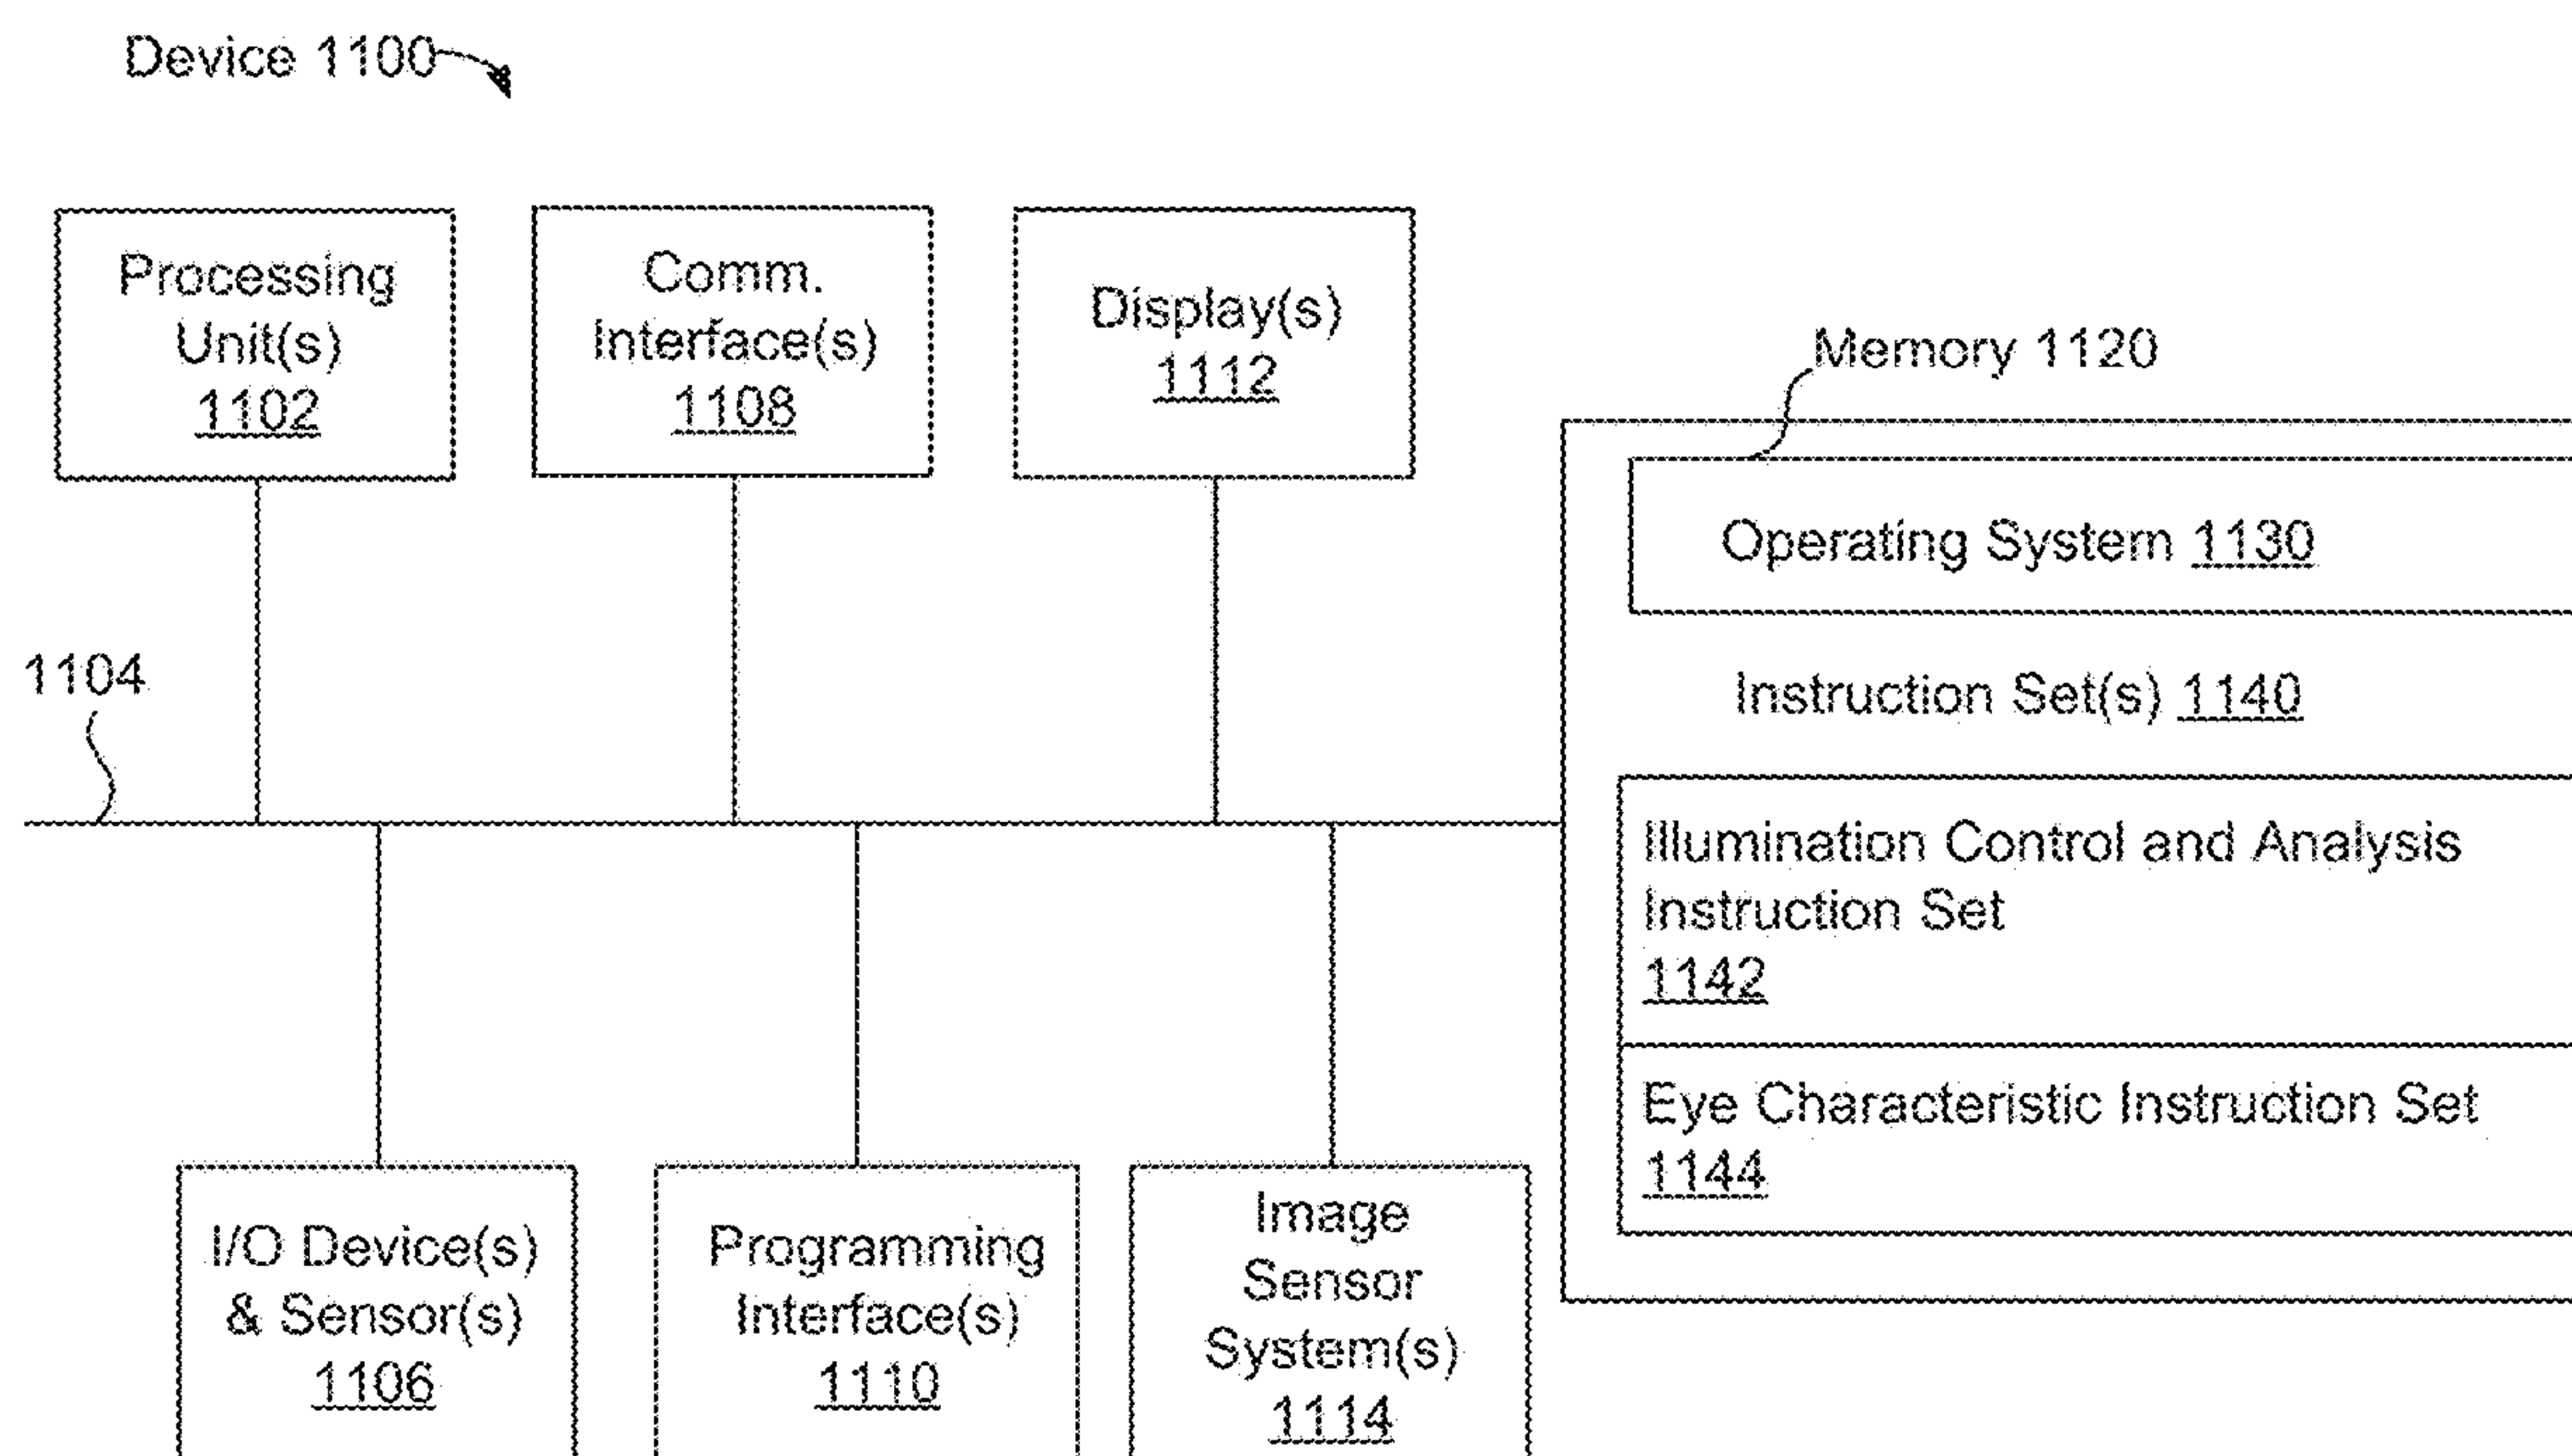 Device 1100
Processing
Unit(s)
1102
Comm.
Interface(s)
1108
Display(s)
1112
Memory 1120
Operating System 1130
Instruction Set(s) 1140
Illumination Control and Analysis
Instruction Set
1142
Eye Characteristic Instruction Set
1144
1104
I/O Device(s)
& Sensor(s)
1106
Programming
Interface(s)
1110
Image
Sensor
System(s)
1114